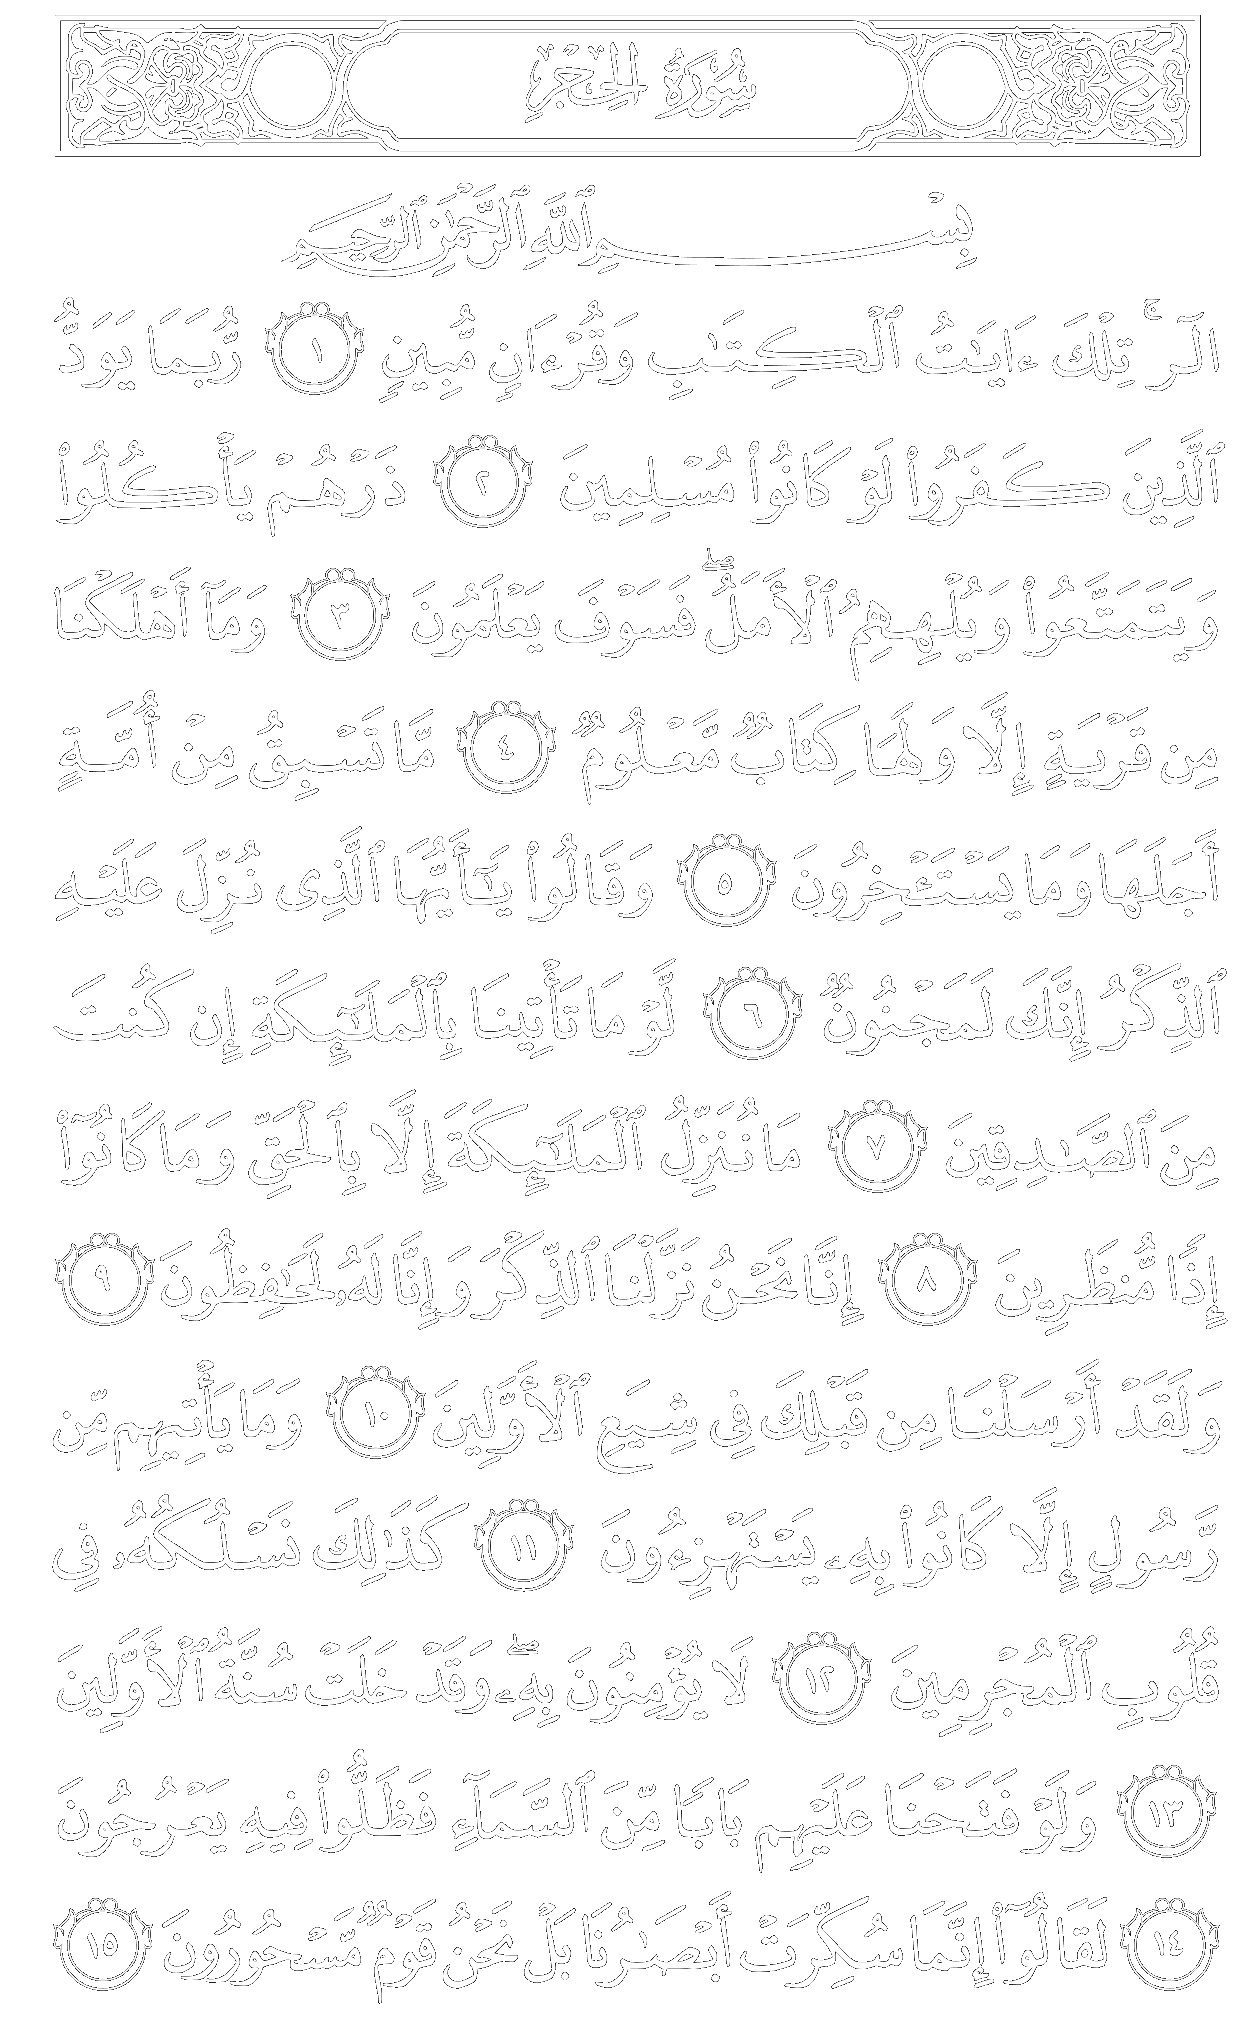 سُورَةُ الحِجْرِ
بِسْمِ ٱللَّهِ ٱلرَّحْمَٰنِ ٱلرَّحِيمِ
الٓر ۚ تِلْكَ ءَايَٰتُ ٱلْكِتَٰبِ وَقُرْءَانٍ مُّبِينٍ ١ رُّبَمَا يَوَدُّ
ٱلَّذِينَ كَفَرُوا۟ لَوْ كَانُوا۟ مُسْلِمِينَ ٢ ذَرْهُمْ يَأْكُلُوا۟
وَيَتَمَتَّعُوا۟ وَيُلْهِهِمُ ٱلْأَمَلُ ۖ فَسَوْفَ يَعْلَمُونَ ٣ وَمَآ أَهْلَكْنَا
مِن قَرْيَةٍ إِلَّا وَلَهَا كِتَابٌ مَّعْلُومٌ ٤ مَّا تَسْبِقُ مِنْ أُمَّةٍ
أَجَلَهَا وَمَا يَسْتَـْٔخِرُونَ ٥ وَقَالُوا۟ يَٰٓأَيُّهَا ٱلَّذِى نُزِّلَ عَلَيْهِ
ٱلذِّكْرُ إِنَّكَ لَمَجْنُونٌ ٦ لَّوْ مَا تَأْتِينَا بِٱلْمَلَٰٓئِكَةِ إِن كُنتَ
مِنَ ٱلصَّٰدِقِينَ ٧ مَا نُنَزِّلُ ٱلْمَلَٰٓئِكَةَ إِلَّا بِٱلْحَقِّ وَمَا كَانُوٓا۟
إِذًا مُّنظَرِينَ ٨ إِنَّا نَحْنُ نَزَّلْنَا ٱلذِّكْرَ وَإِنَّا لَهُۥ لَحَٰفِظُونَ ٩
وَلَقَدْ أَرْسَلْنَا مِن قَبْلِكَ فِى شِيَعِ ٱلْأَوَّلِينَ ١٠ وَمَا يَأْتِيهِم مِّن
رَّسُولٍ إِلَّا كَانُوا۟ بِهِۦ يَسْتَهْزِءُونَ ١١ كَذَٰلِكَ نَسْلُكُهُۥ فِى
قُلُوبِ ٱلْمُجْرِمِينَ ١٢ لَا يُؤْمِنُونَ بِهِۦ ۖ وَقَدْ خَلَتْ سُنَّةُ ٱلْأَوَّلِينَ
١٣ وَلَوْ فَتَحْنَا عَلَيْهِم بَابًا مِّنَ ٱلسَّمَآءِ فَظَلُّوا۟ فِيهِ يَعْرُجُونَ
١٤ لَقَالُوٓا۟ إِنَّمَا سُكِّرَتْ أَبْصَٰرُنَا بَلْ نَحْنُ قَوْمٌ مَّسْحُورُونَ ١٥